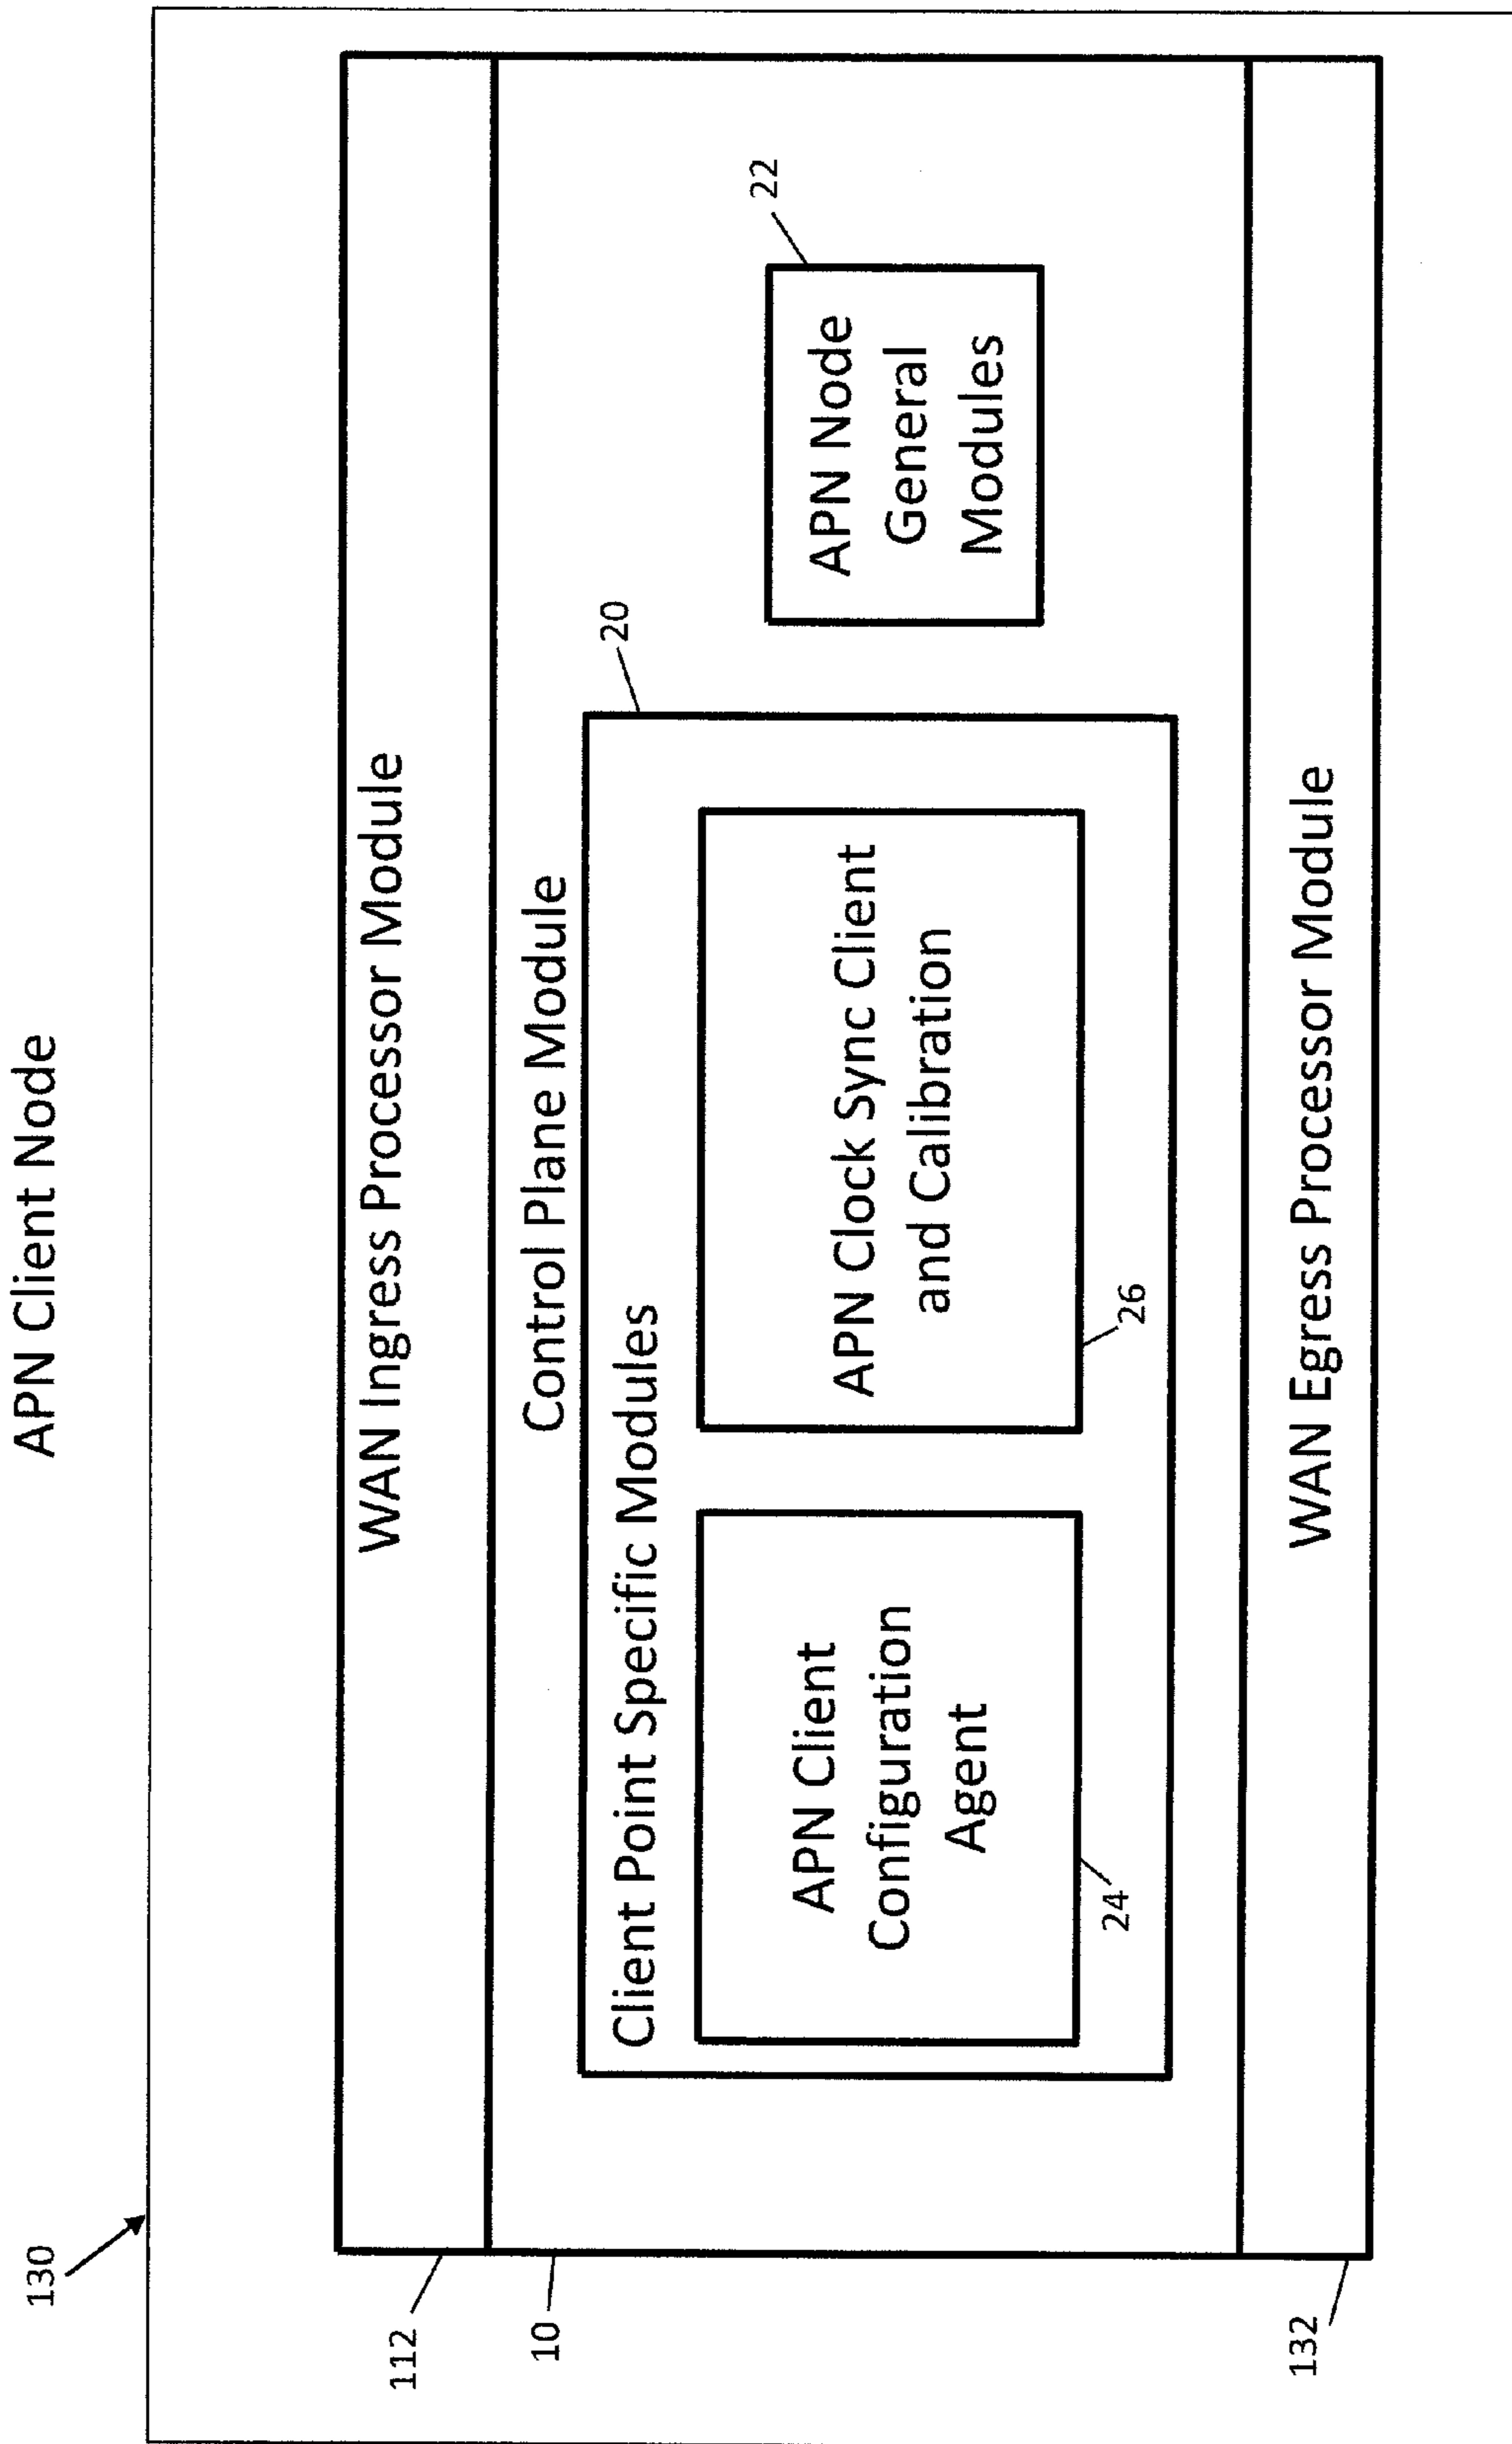 APN Client Node
130
WAN Ingress Processor Module
112
Control Plane Module
10
Client Point Specific Modules
20
APN Client
Configuration
Agent
24
APN Clock Sync Client
and Calibration
26
APN Node
General
Modules
22
WAN Egress Processor Module
132